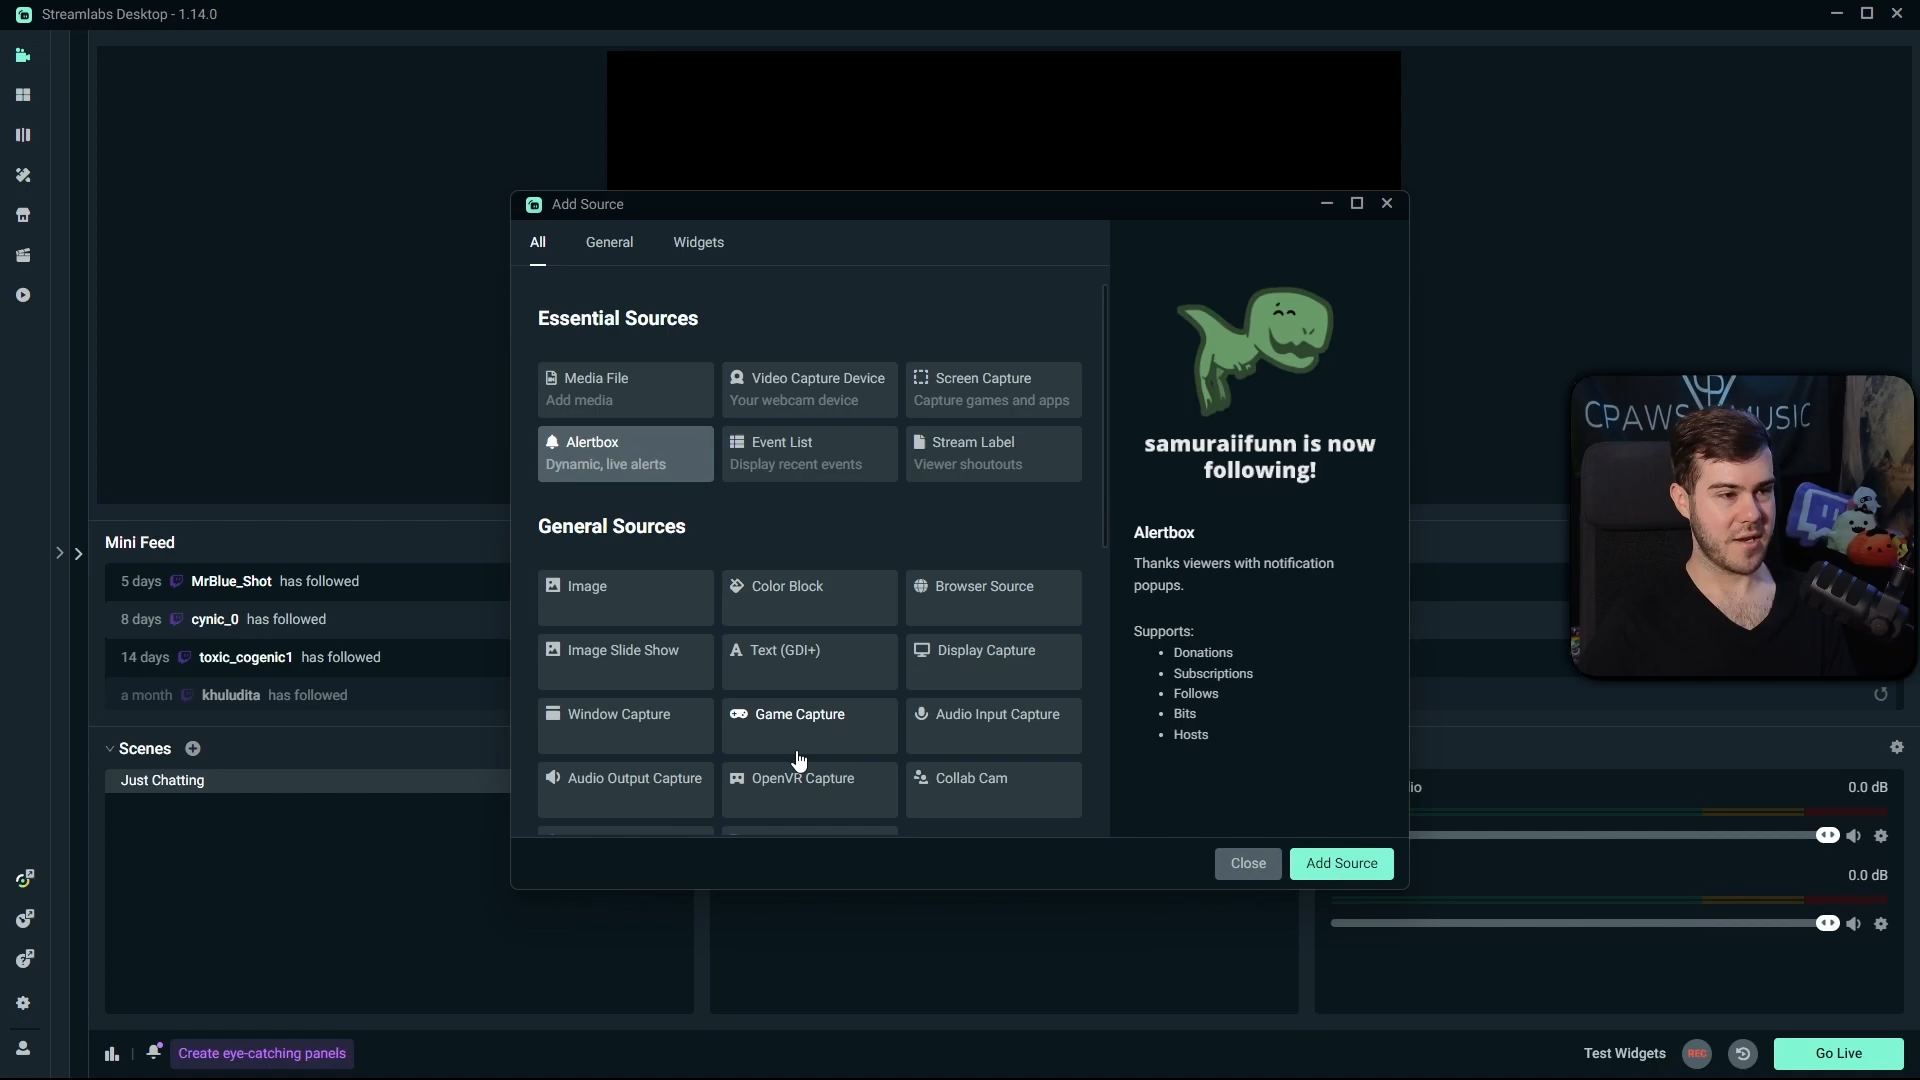 Streamlabs Desktop - 1.14.0
Add Source
All
General
Widgets
Essential Sources
Media File
Add media
Video Capture Device
Your webcam device
Screen Capture
Capture games and apps
Alertbox
Dynamic, live alerts
Event List
Display recent events
Stream Label
Viewer shoutouts
General Sources
Image
Color Block
Browser Source
Image Slide Show
Text (GDI+)
Display Capture
Window Capture
Game Capture
Audio Input Capture
Audio Output Capture
OpenVR Capture
Collab Cam
samuraiifunn is now
following!
Alertbox
Thanks viewers with notification
popups.
Supports:
• Donations
• Subscriptions
• Follows
• Bits
• Hosts
Close
Add Source
CPAWS MUSIC
Mini Feed
5 days MrBlue_Shot has followed
8 days cynic_0 has followed
14 days toxic_cogenic1 has followed
a month khuludita has followed
Scenes
Just Chatting
io
0.0 dB
0.0 dB
Create eye-catching panels
Test Widgets
REC
Go Live